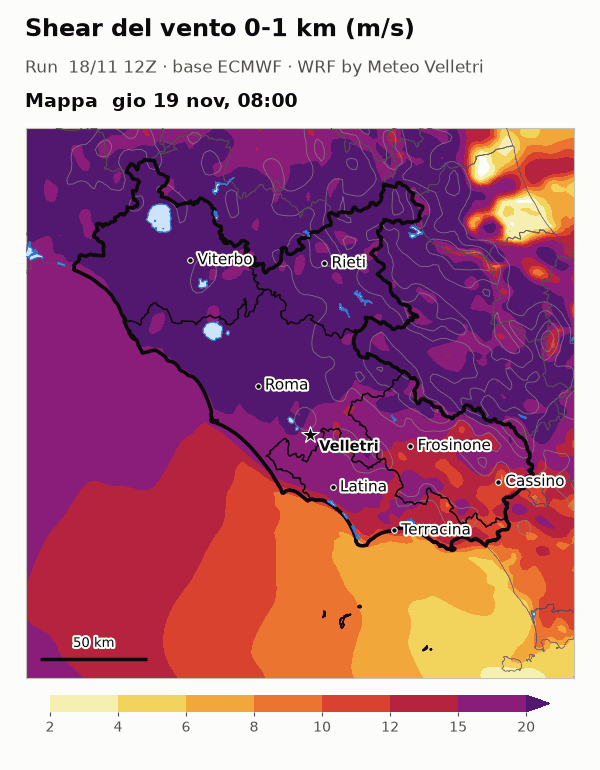 Shear del vento 0-1 km (m/s)
Run  18/11 12Z · base ECMWF · WRF by Meteo Velletri
Mappa  gio 19 nov, 08:00
Viterbo
Rieti
Roma
Velletri
Frosinone
Latina
Cassino
Terracina
50 km
2 4 6 8 10 12 15 20